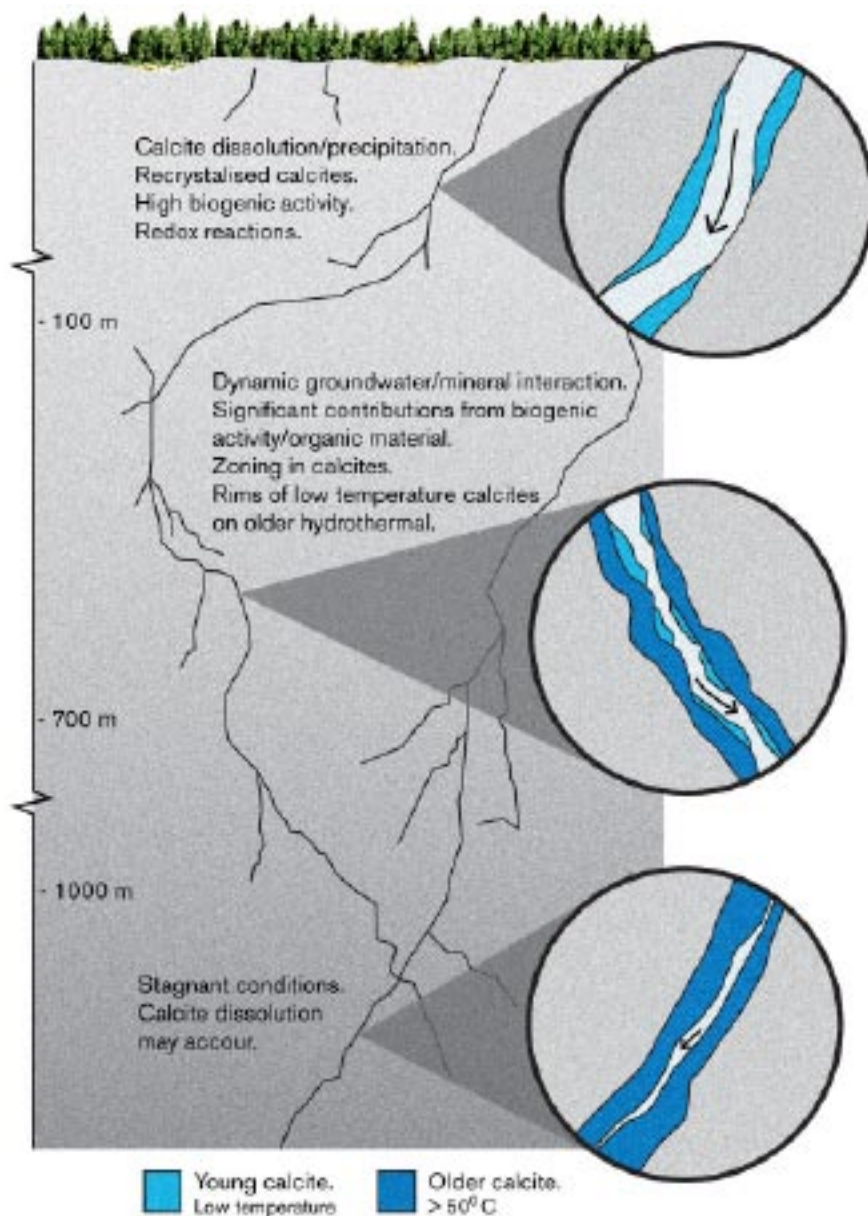 Calcite dissolution/precipitation.
Recrystalised calcites.
High biogenic activity.
Redox reactions.
- 100 m
Dynamic groundwater/mineral interaction.
Significant contributions from biogenic
activity/organic material.
Zoning in calcites.
Rims of low temperature calcites
on older hydrothermal.
- 700 m
- 1000 m
Stagnant conditions.
Calcite dissolution
may accour.
Young calcite.
Low temperature
Older calcite.
> 50⁰ C